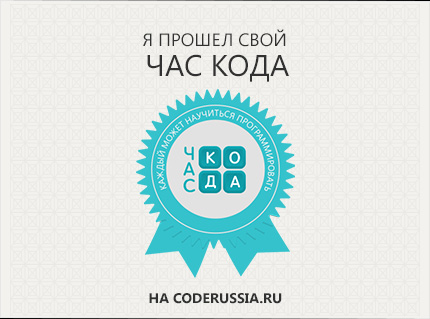 Я ПРОШЕЛ СВОЙ
ЧАС КОДА
КАЖДЫЙ МОЖЕТ НАУЧИТЬСЯ ПРОГРАММИРОВАТЬ
ЧАС
КО
ДА
НА CODERUSSIA.RU